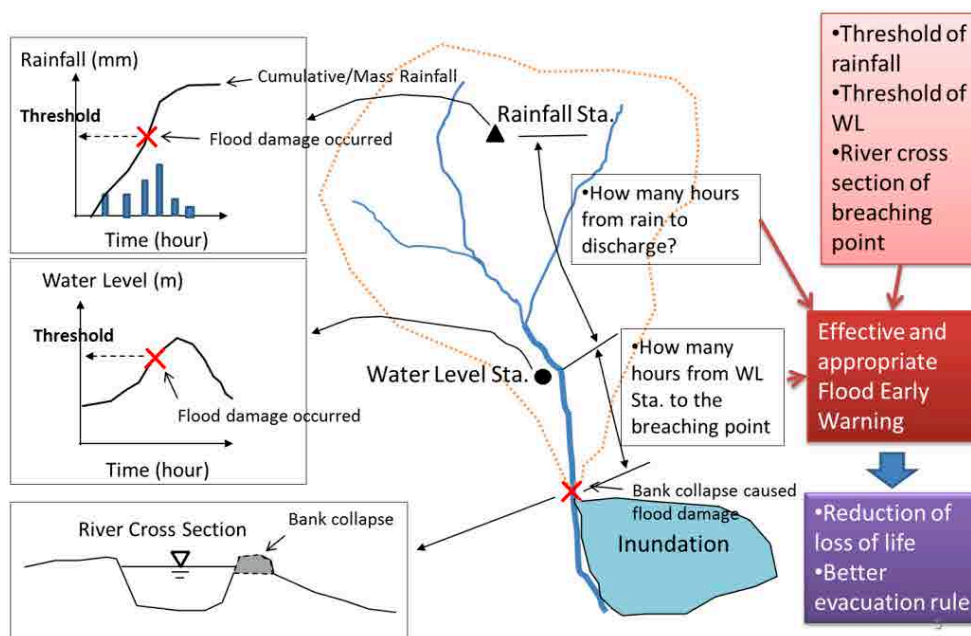 Rainfall (mm)
Cumulative/Mass Rainfall
Threshold
Flood damage occurred
Time (hour)
Water Level (m)
Threshold
Flood damage occurred
Time (hour)
River Cross Section
Bank collapse
Rainfall Sta.
Water Level Sta.
•How many hours
from rain to
discharge?
•How many
hours from WL
Sta. to the
breaching point
Bank collapse caused
flood damage
Inundation
•Threshold of
rainfall
•Threshold of
WL
•River cross
section of
breaching
point
Effective and
appropriate
Flood Early
Warning
•Reduction of
loss of life
•Better
evacuation rule